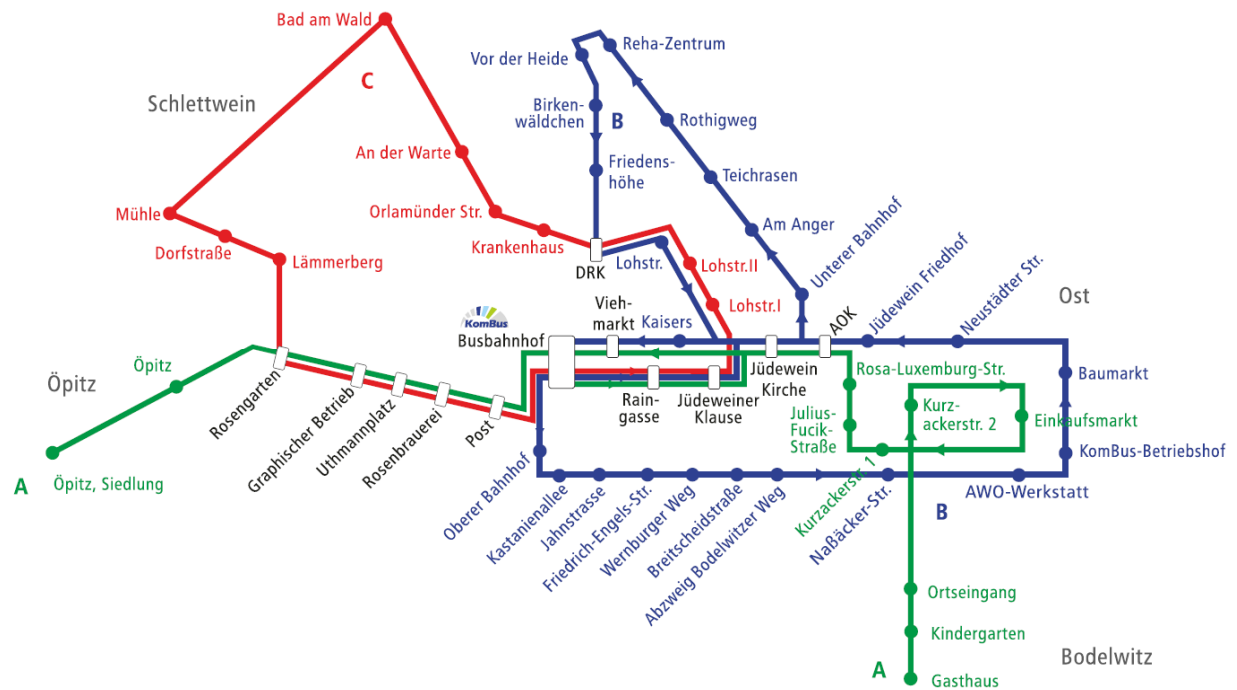 Bad am Wald
C
Schlettwein
An der Warte
Mühle
Orlamünder Str.
Dorfstraße
Lämmerberg
Krankenhaus
DRK
Vor der Heide
Reha-Zentrum
Birken-
wäldchen
B
Rothigweg
Friedens-
höhe
Teichrasen
Am Anger
Unterer Bahnhof
Lohstr.
Lohstr.II
Lohstr.I
Jüdewein Friedhof
Neustädter Str.
Ost
KomBus
Busbahnhof
Vieh-
markt
Kaisers
AOK
Jüdewein
Kirche
Rain-
gasse
Jüdeweiner
Klause
Öpitz
Öpitz
A
Öpitz, Siedlung
Rosengarten
Graphischer Betrieb
Uthmannplatz
Rosenbrauerei
Post
Rosa-Luxemburg-Str.
Baumarkt
Julius-
Fucik-
Straße
Kurz-
ackerstr. 2
Einkaufsmarkt
Kurzackerstr. 1
KomBus-Betriebshof
Oberer Bahnhof
Kastanienallee
Jahnstrasse
Friedrich-Engels-Str.
Wernburger Weg
Breitscheidstraße
Abzweig Bodelwitzer Weg
Naßäcker-Str.
AWO-Werkstatt
B
Ortseingang
Kindergarten
Bodelwitz
A
Gasthaus